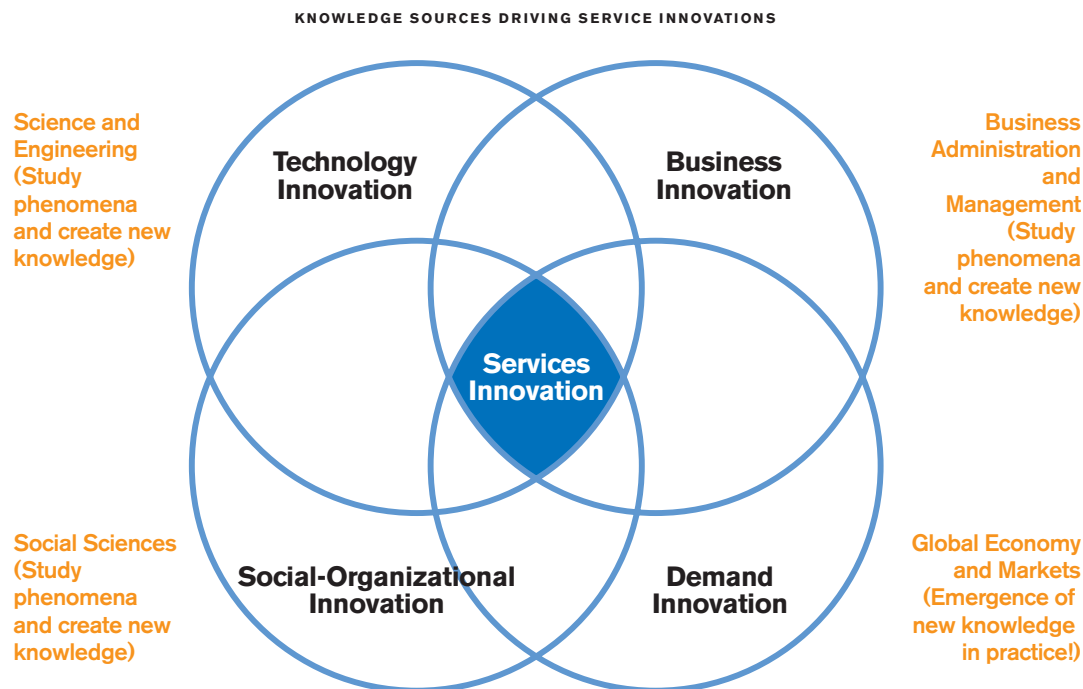 KNOWLEDGE SOURCES DRIVING SERVICE INNOVATIONS
Science and
Engineering
(Study
phenomena
and create new
knowledge)
Technology
Innovation
Business
Innovation
Business
Administration
and
Management
(Study
phenomena
and create new
knowledge)
Services
Innovation
Social Sciences
(Study
phenomena
and create new
knowledge)
Social-Organizational
Innovation
Demand
Innovation
Global Economy
and Markets
(Emergence of
new knowledge
in practice!)